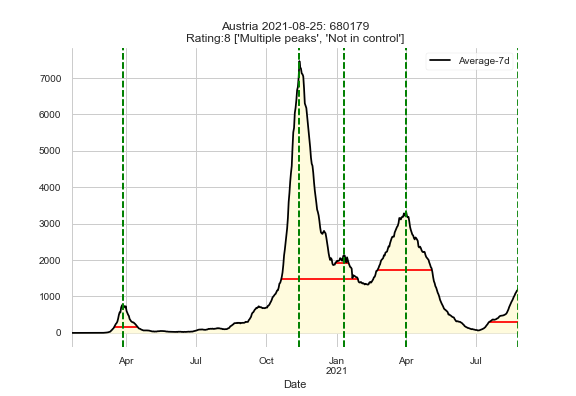 Austria 2021-08-25: 680179
Rating:8 ['Multiple peaks', 'Not in control']
Average-7d
7000
6000
5000
4000
3000
2000
1000
0
Apr Jul Oct Jan Apr Jul
2021
Date